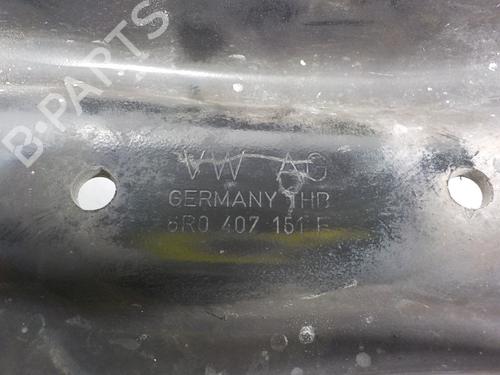 B-PARTS
VW AG
GERMANY THB
6R0 407 151 E